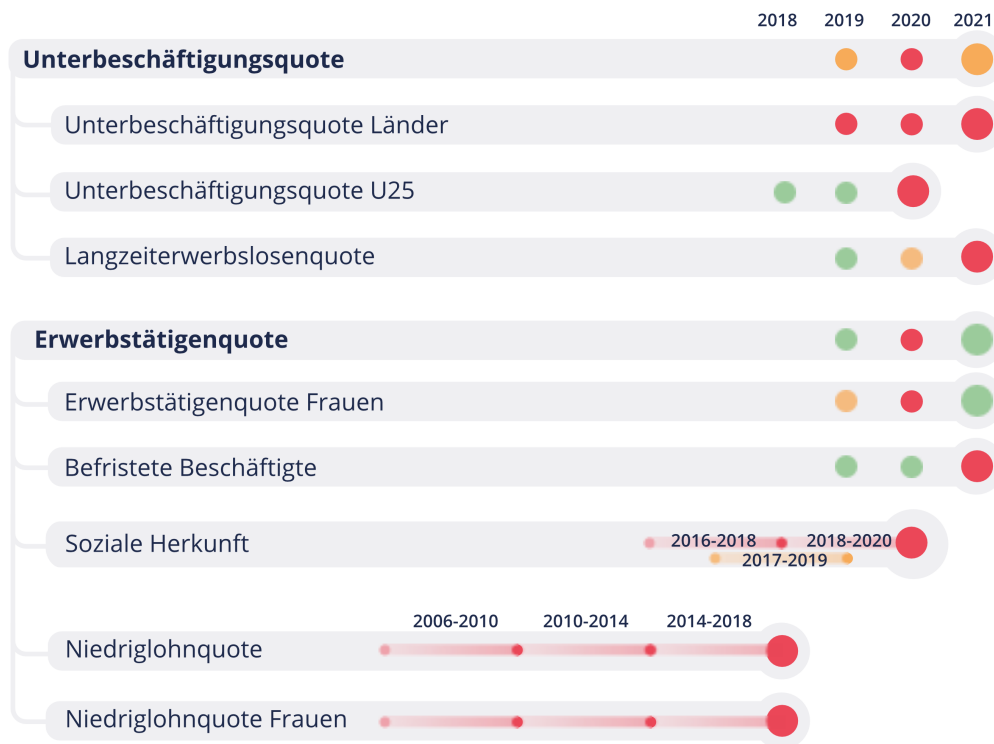 2018 2019 2020 2021
Unterbeschäftigungsquote
Unterbeschäftigungsquote Länder
Unterbeschäftigungsquote U25
Langzeiterwerbslosenquote
Erwerbstätigenquote
Erwerbstätigenquote Frauen
Befristete Beschäftigte
Soziale Herkunft 2016-2018 2018-2020
2017-2019
2006-2010 2010-2014 2014-2018
Niedriglohnquote
Niedriglohnquote Frauen